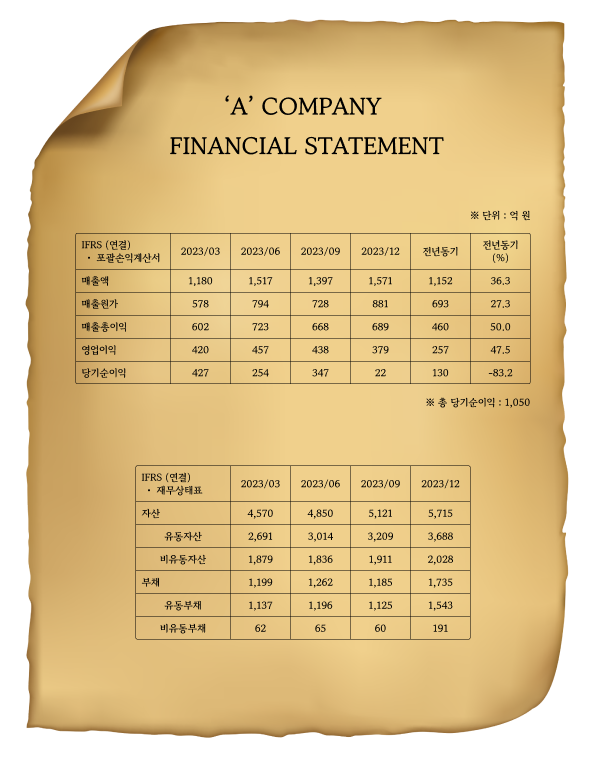 ‘A’ COMPANY
FINANCIAL STATEMENT
※ 단위 : 억 원
IFRS (연결)
・ 포괄손익계산서 2023/03 2023/06 2023/09 2023/12 전년동기 전년동기 (%)
매출액 1,180 1,517 1,397 1,571 1,152 36.3
매출원가 578 794 728 881 693 27.3
매출총이익 602 723 668 689 460 50.0
영업이익 420 457 438 379 257 47.5
당기순이익 427 254 347 22 130 -83.2
※ 총 당기순이익 : 1,050
IFRS (연결)
・ 재무상태표 2023/03 2023/06 2023/09 2023/12
자산 4,570 4,850 5,121 5,715
유동자산 2,691 3,014 3,209 3,688
비유동자산 1,879 1,836 1,911 2,028
부채 1,199 1,262 1,185 1,735
유동부채 1,137 1,196 1,125 1,543
비유동부채 62 65 60 191